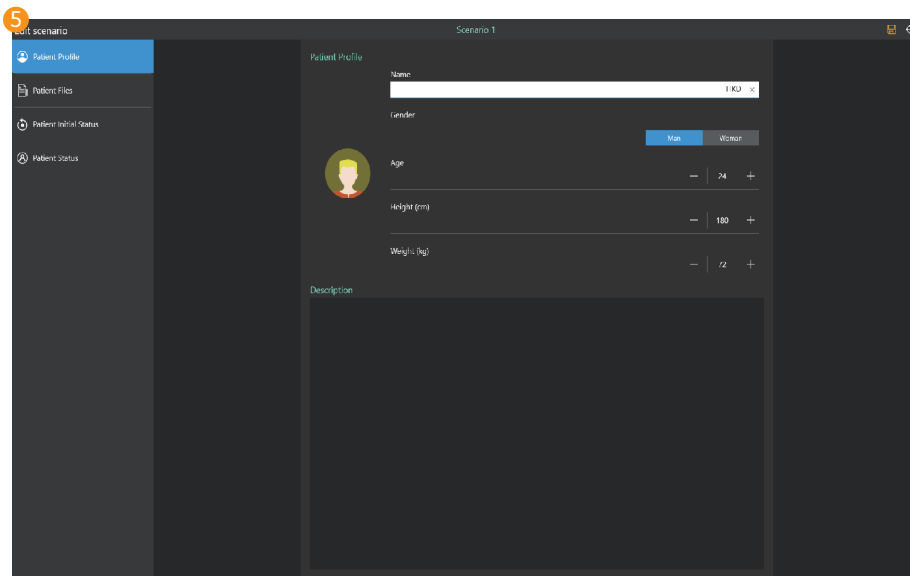 5
Edit scenario
Scenario 1
Patient Profile
Patient Files
Patient Initial Status
Patient Status
Patient Profile
Name
HKD ×
Gender
Man Woman
Age
− 24 +
Height (cm)
− 180 +
Weight (kg)
− 72 +
Description